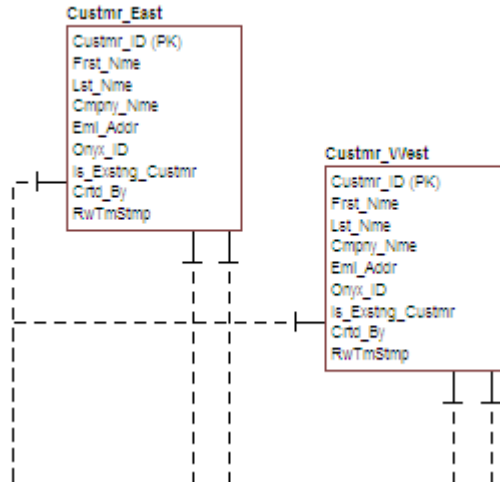 Custmr_East
Custmr_ID (PK)
Frst_Nme
Lst_Nme
Cmpny_Nme
Eml_Addr
Onyx_ID
Is_Exstng_Custmr
Crtd_By
RwTmStmp
Custmr_West
Custmr_ID (PK)
Frst_Nme
Lst_Nme
Cmpny_Nme
Eml_Addr
Onyx_ID
Is_Exstng_Custmr
Crtd_By
RwTmStmp